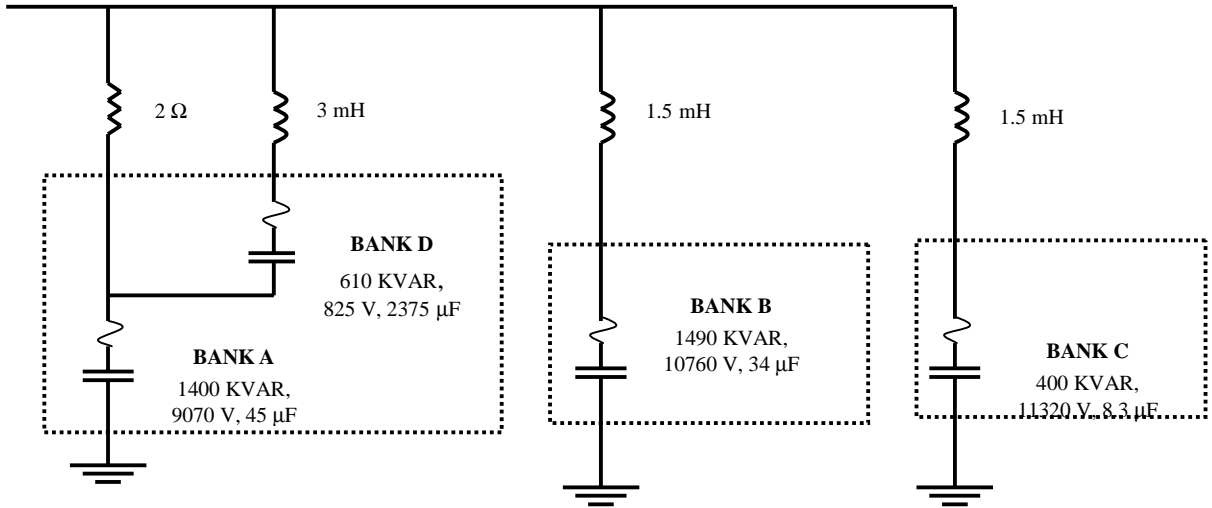 2 Ω
3 mH
1.5 mH
1.5 mH
BANK D
610 KVAR,
825 V, 2375 μF
BANK A
1400 KVAR,
9070 V, 45 μF
BANK B
1490 KVAR,
10760 V, 34 μF
BANK C
400 KVAR,
11320 V, 8.3 μF